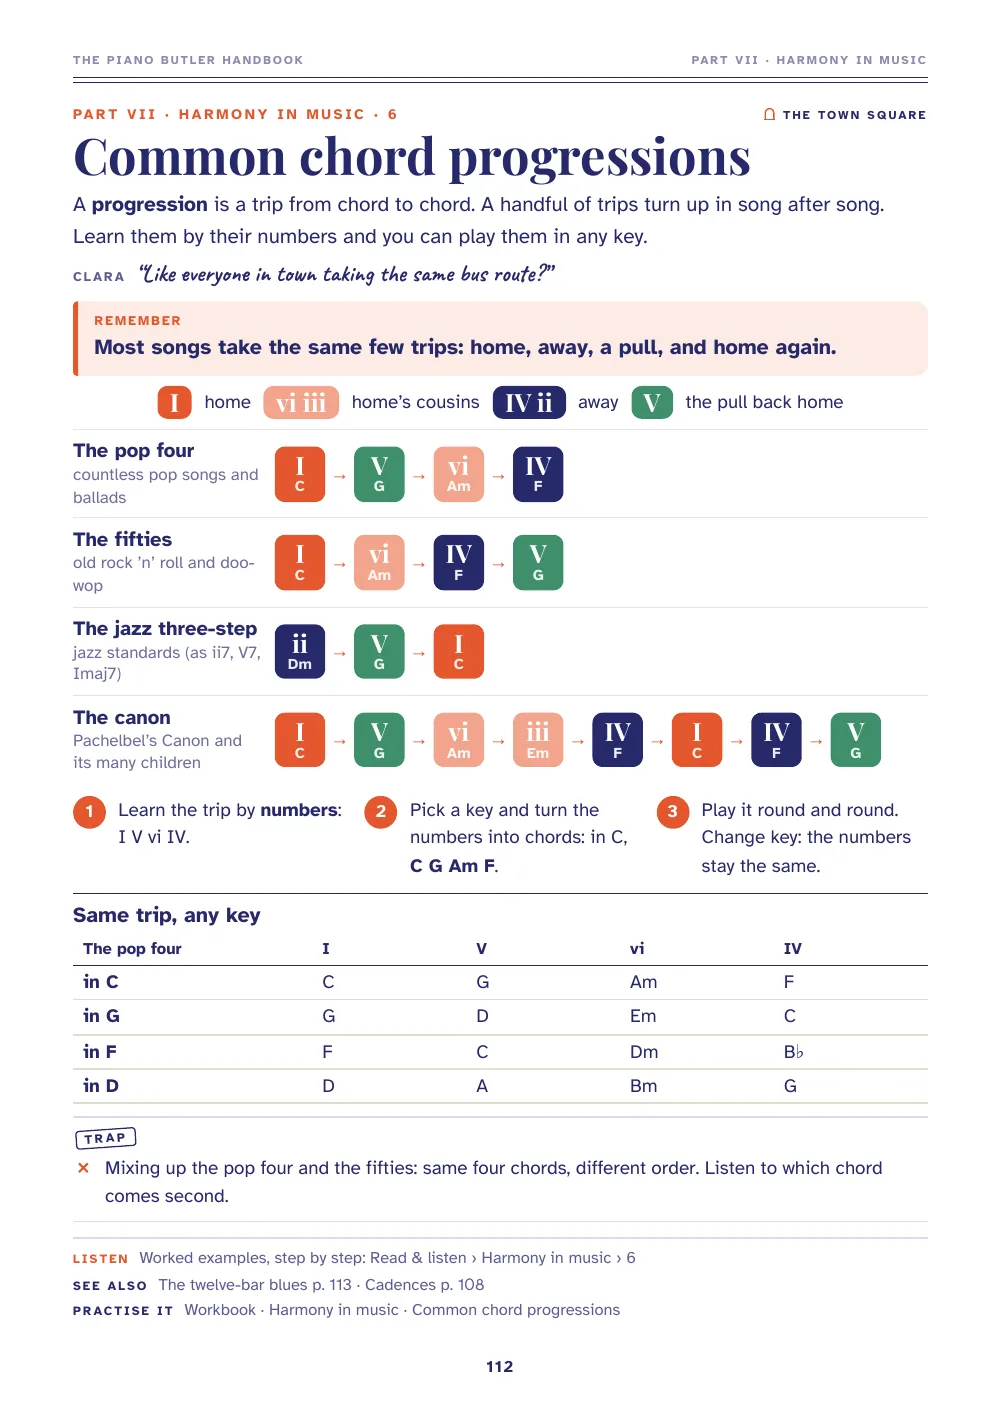 THE PIANO BUTLER HANDBOOK
PART VII · HARMONY IN MUSIC
PART VII · HARMONY IN MUSIC · 6
THE TOWN SQUARE
Common chord progressions
A progression is a trip from chord to chord. A handful of trips turn up in song after song.
Learn them by their numbers and you can play them in any key.
CLARA “Like everyone in town taking the same bus route?”
REMEMBER
Most songs take the same few trips: home, away, a pull, and home again.
I home vi iii home’s cousins IV ii away V the pull back home
The pop four
countless pop songs and
ballads
I → V → vi → IV
C G Am F
The fifties
old rock ’n’ roll and doo-
wop
I → vi → IV → V
C Am F G
The jazz three-step
jazz standards (as ii7, V7,
Imaj7)
ii → V → I
Dm G C
The canon
Pachelbel’s Canon and
its many children
I → V → vi → iii → IV → I → IV → V
C G Am Em F C F G
1 Learn the trip by numbers:
I V vi IV.
2 Pick a key and turn the
numbers into chords: in C,
C G Am F.
3 Play it round and round.
Change key: the numbers
stay the same.
Same trip, any key
The pop four I V vi IV
in C C G Am F
in G G D Em C
in F F C Dm B♭
in D D A Bm G
TRAP
× Mixing up the pop four and the fifties: same four chords, different order. Listen to which chord
comes second.
LISTEN Worked examples, step by step: Read & listen › Harmony in music › 6
SEE ALSO The twelve-bar blues p. 113 · Cadences p. 108
PRACTISE IT Workbook · Harmony in music · Common chord progressions
112